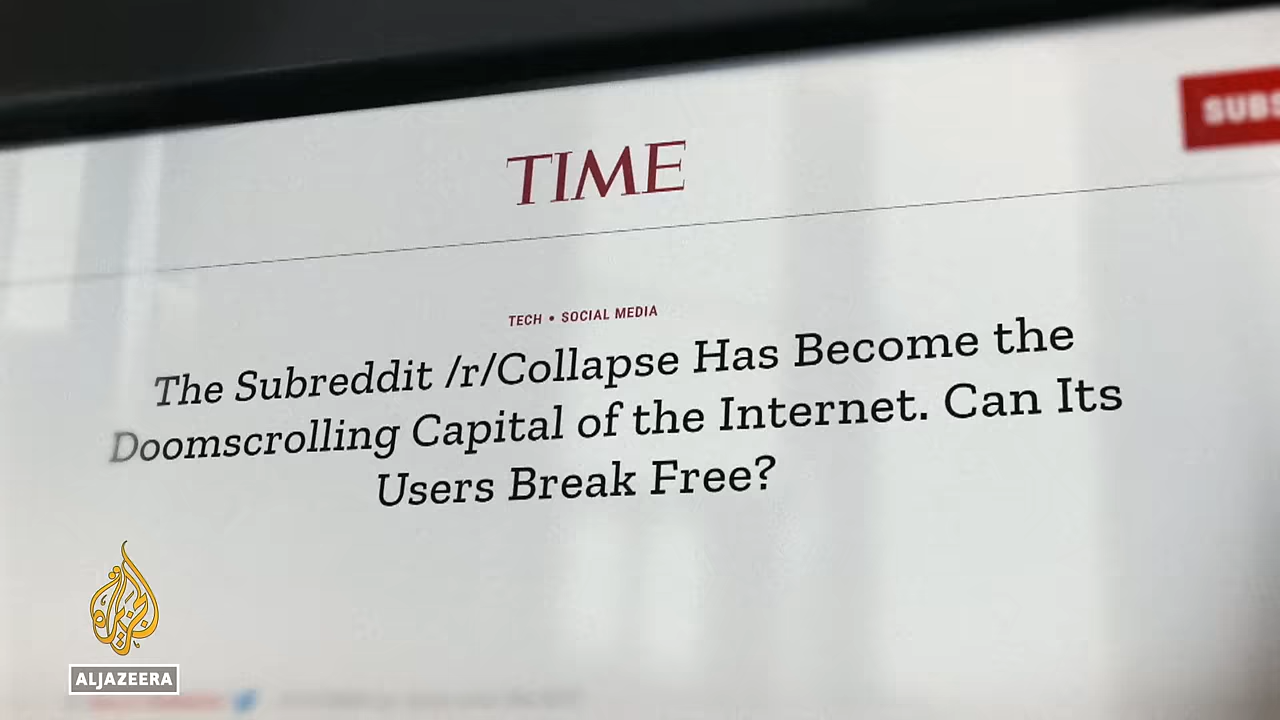 SUBS
TIME
TECH • SOCIAL MEDIA
The Subreddit /r/Collapse Has Become the
Doomscrolling Capital of the Internet. Can Its
Users Break Free?
ALJAZEERA